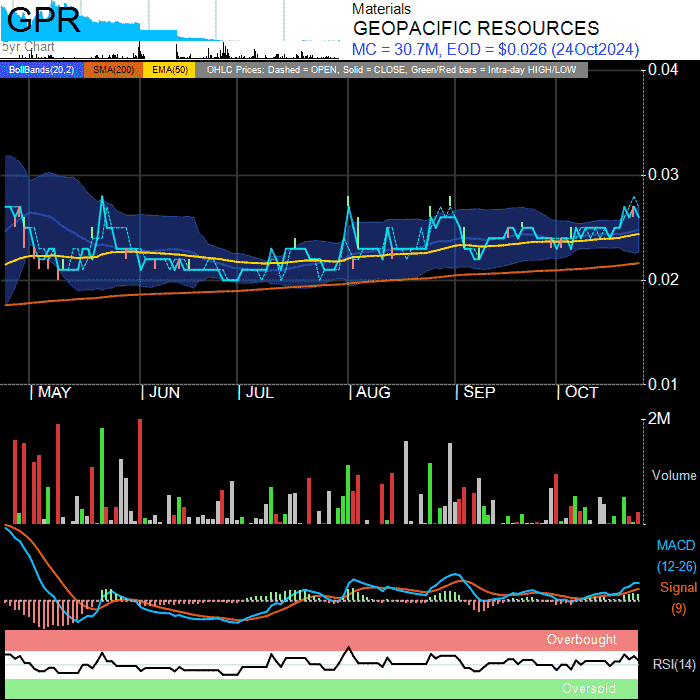 GPR
5yr Chart
Materials
GEOPACIFIC RESOURCES
MC = 30.7M, EOD = $0.026 (24Oct2024)
BollBands(20,2) SMA(200) EMA(50) OHLC Prices: Dashed = OPEN, Solid = CLOSE, Green/Red bars = Intra-day HIGH/LOW
0.04
0.03
0.02
0.01
MAY JUN JUL AUG SEP OCT
2M
Volume
MACD
(12-26)
Signal
(9)
Overbought
RSI(14)
Oversold